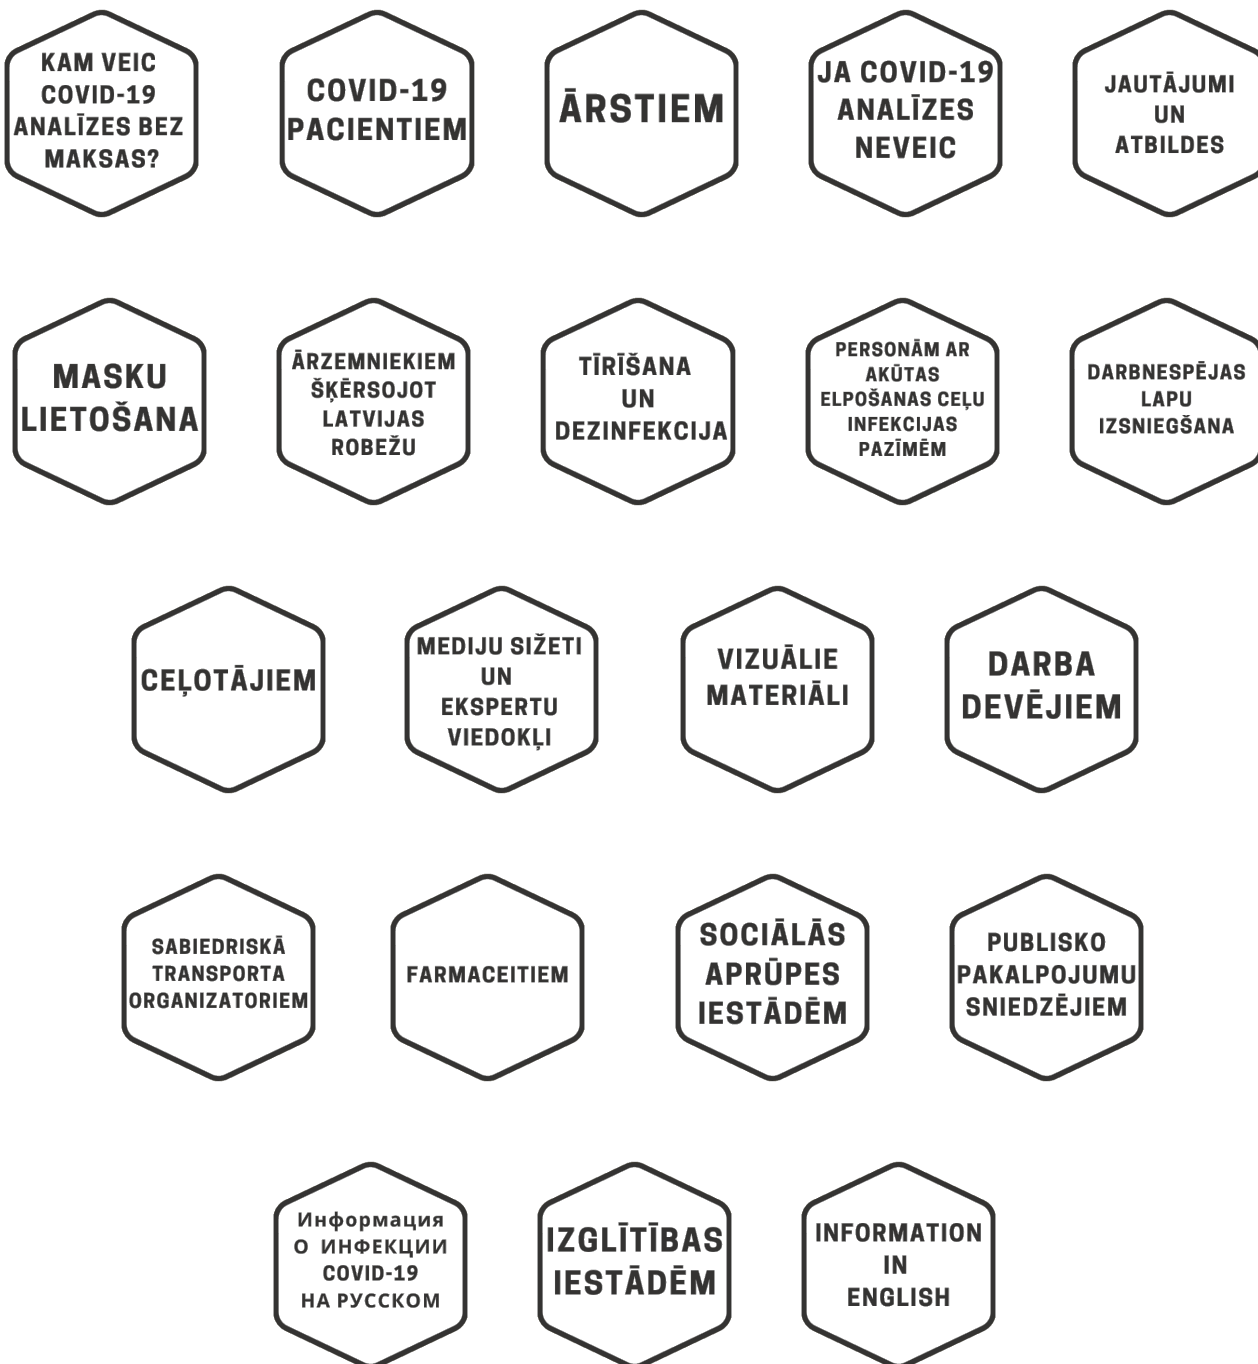 KAM VEIC
COVID-19
ANALĪZES BEZ
MAKSAS?
COVID-19
PACIENTIEM
ĀRSTIEM
JA COVID-19
ANALĪZES
NEVEIC
JAUTĀJUMI
UN
ATBILDES
MASKU
LIETOŠANA
ĀRZEMNIEKIEM
ŠĶĒRSOJOT
LATVIJAS
ROBEŽU
TĪRĪŠANA
UN
DEZINFEKCIJA
PERSONĀM AR
AKŪTAS
ELPOŠANAS CEĻU
INFEKCIJAS
PAZĪMĒM
DARBNESPĒJAS
LAPU
IZSNIEGŠANA
CEĻOTĀJIEM
MEDIJU SIŽETI
UN
EKSPERTU
VIEDOKĻI
VIZUĀLIE
MATERIĀLI
DARBA
DEVĒJIEM
SABIEDRISKĀ
TRANSPORTA
ORGANIZATORIEM
FARMACEITIEM
SOCIĀLĀS
APRŪPES
IESTĀDĒM
PUBLISKO
PAKALPOJUMU
SNIEDZĒJIEM
Информация
О ИНФЕКЦИИ
COVID-19
НА РУССКОМ
IZGLĪTĪBAS
IESTĀDĒM
INFORMATION
IN
ENGLISH